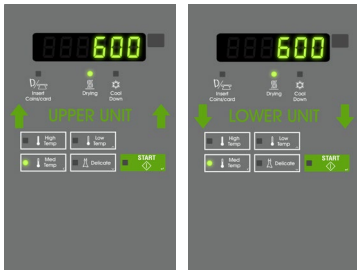 600
Insert
Coins/card
Drying
Cool
Down
UPPER UNIT
High
Temp
Low
Temp
Med
Temp
Delicate
START
600
Insert
Coins/card
Drying
Cool
Down
LOWER UNIT
High
Temp
Low
Temp
Med
Temp
Delicate
START